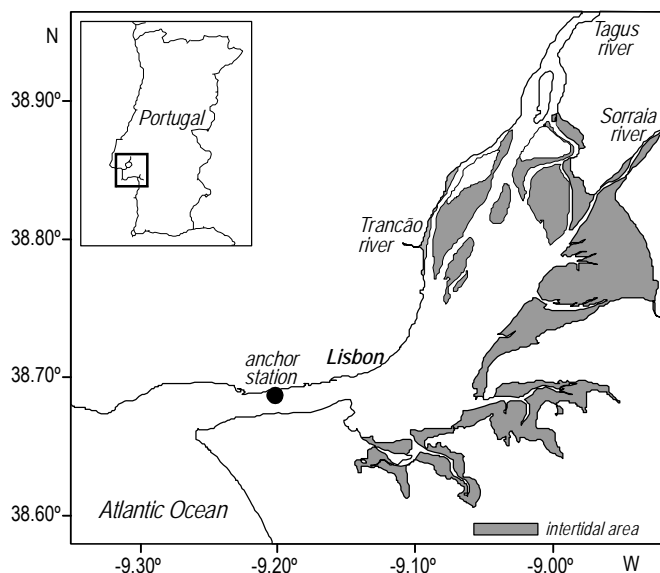 N
Tagus
river
38.90º
Portugal
Sorraia
river
38.80º
Trancão
river
Lisbon
anchor
station
38.70º
Atlantic Ocean
38.60º
intertidal area
-9.30º
-9.20º
-9.10º
-9.00º
W